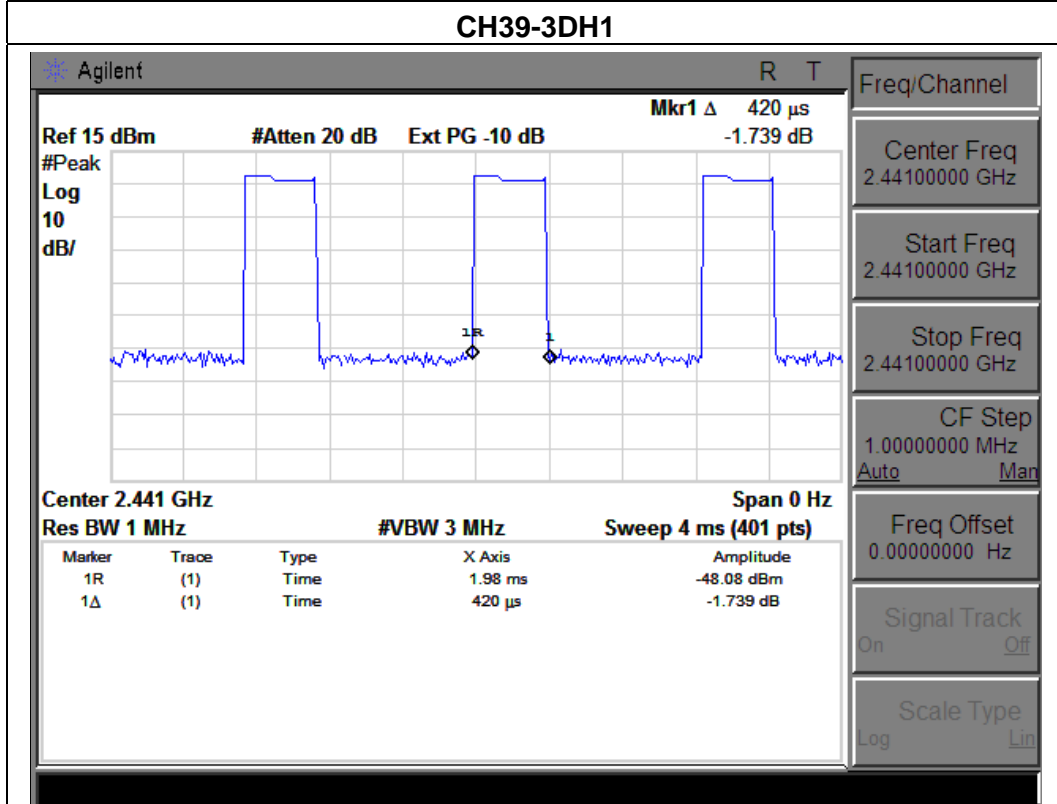 CH39-3DH1
Agilent R T
Mkr1 Δ 420 µs
Ref 15 dBm #Atten 20 dB Ext PG -10 dB -1.739 dB
#Peak
Log
10
dB/
1R
1
Center 2.441 GHz Span 0 Hz
Res BW 1 MHz #VBW 3 MHz Sweep 4 ms (401 pts)
Marker Trace Type X Axis Amplitude
1R (1) Time 1.98 ms -48.08 dBm
1Δ (1) Time 420 µs -1.739 dB
Freq/Channel
Center Freq
2.44100000 GHz
Start Freq
2.44100000 GHz
Stop Freq
2.44100000 GHz
CF Step
1.00000000 MHz
Auto Man
Freq Offset
0.00000000 Hz
Signal Track
On Off
Scale Type
Log Lin